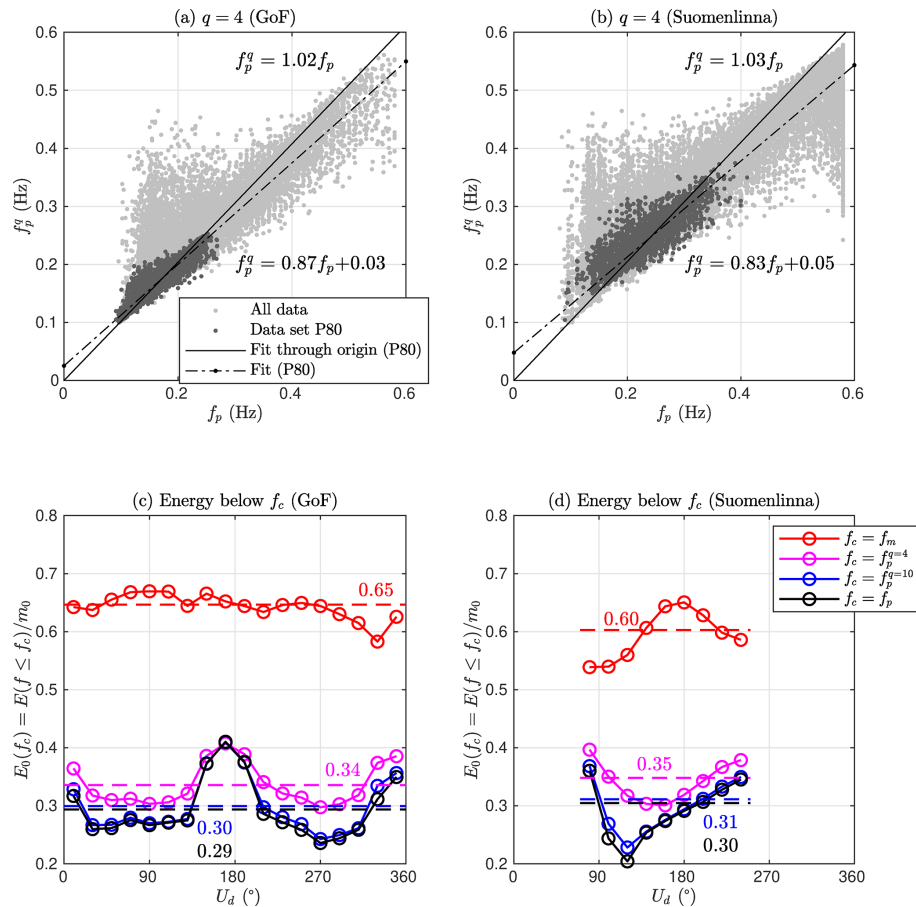 (a) q = 4 (GoF)
0.6
0.5
0.4
0.3
0.2
0.1
0
f_p^q (Hz)
f_p^q = 1.02f_p
f_p^q = 0.87f_p+0.03
All data
Data set P80
Fit through origin (P80)
Fit (P80)
0 0.2 0.4 0.6
f_p (Hz)
(b) q = 4 (Suomenlinna)
0.6
0.5
0.4
0.3
0.2
0.1
0
f_p^q (Hz)
f_p^q = 1.03f_p
f_p^q = 0.83f_p+0.05
0 0.2 0.4 0.6
f_p (Hz)
(c) Energy below f_c (GoF)
0.8
0.7
0.6
0.5
0.4
0.3
0.2
E_0(f_c) = E(f ≤ f_c)/m_0
0.65
0.34
0.30
0.29
0 90 180 270 360
U_d (°)
(d) Energy below f_c (Suomenlinna)
0.8
0.7
0.6
0.5
0.4
0.3
0.2
E_0(f_c) = E(f ≤ f_c)/m_0
f_c = f_m
f_c = f_p^{q=4}
f_c = f_p^{q=10}
f_c = f_p
0.60
0.35
0.31
0.30
90 180 270 360
U_d (°)